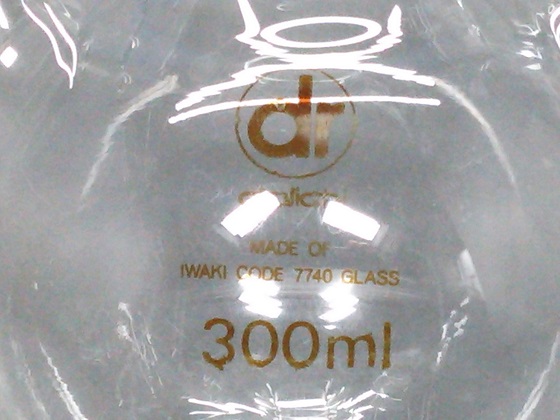 dr
MADE OF
IWAKI CODE 7740 GLASS
300ml